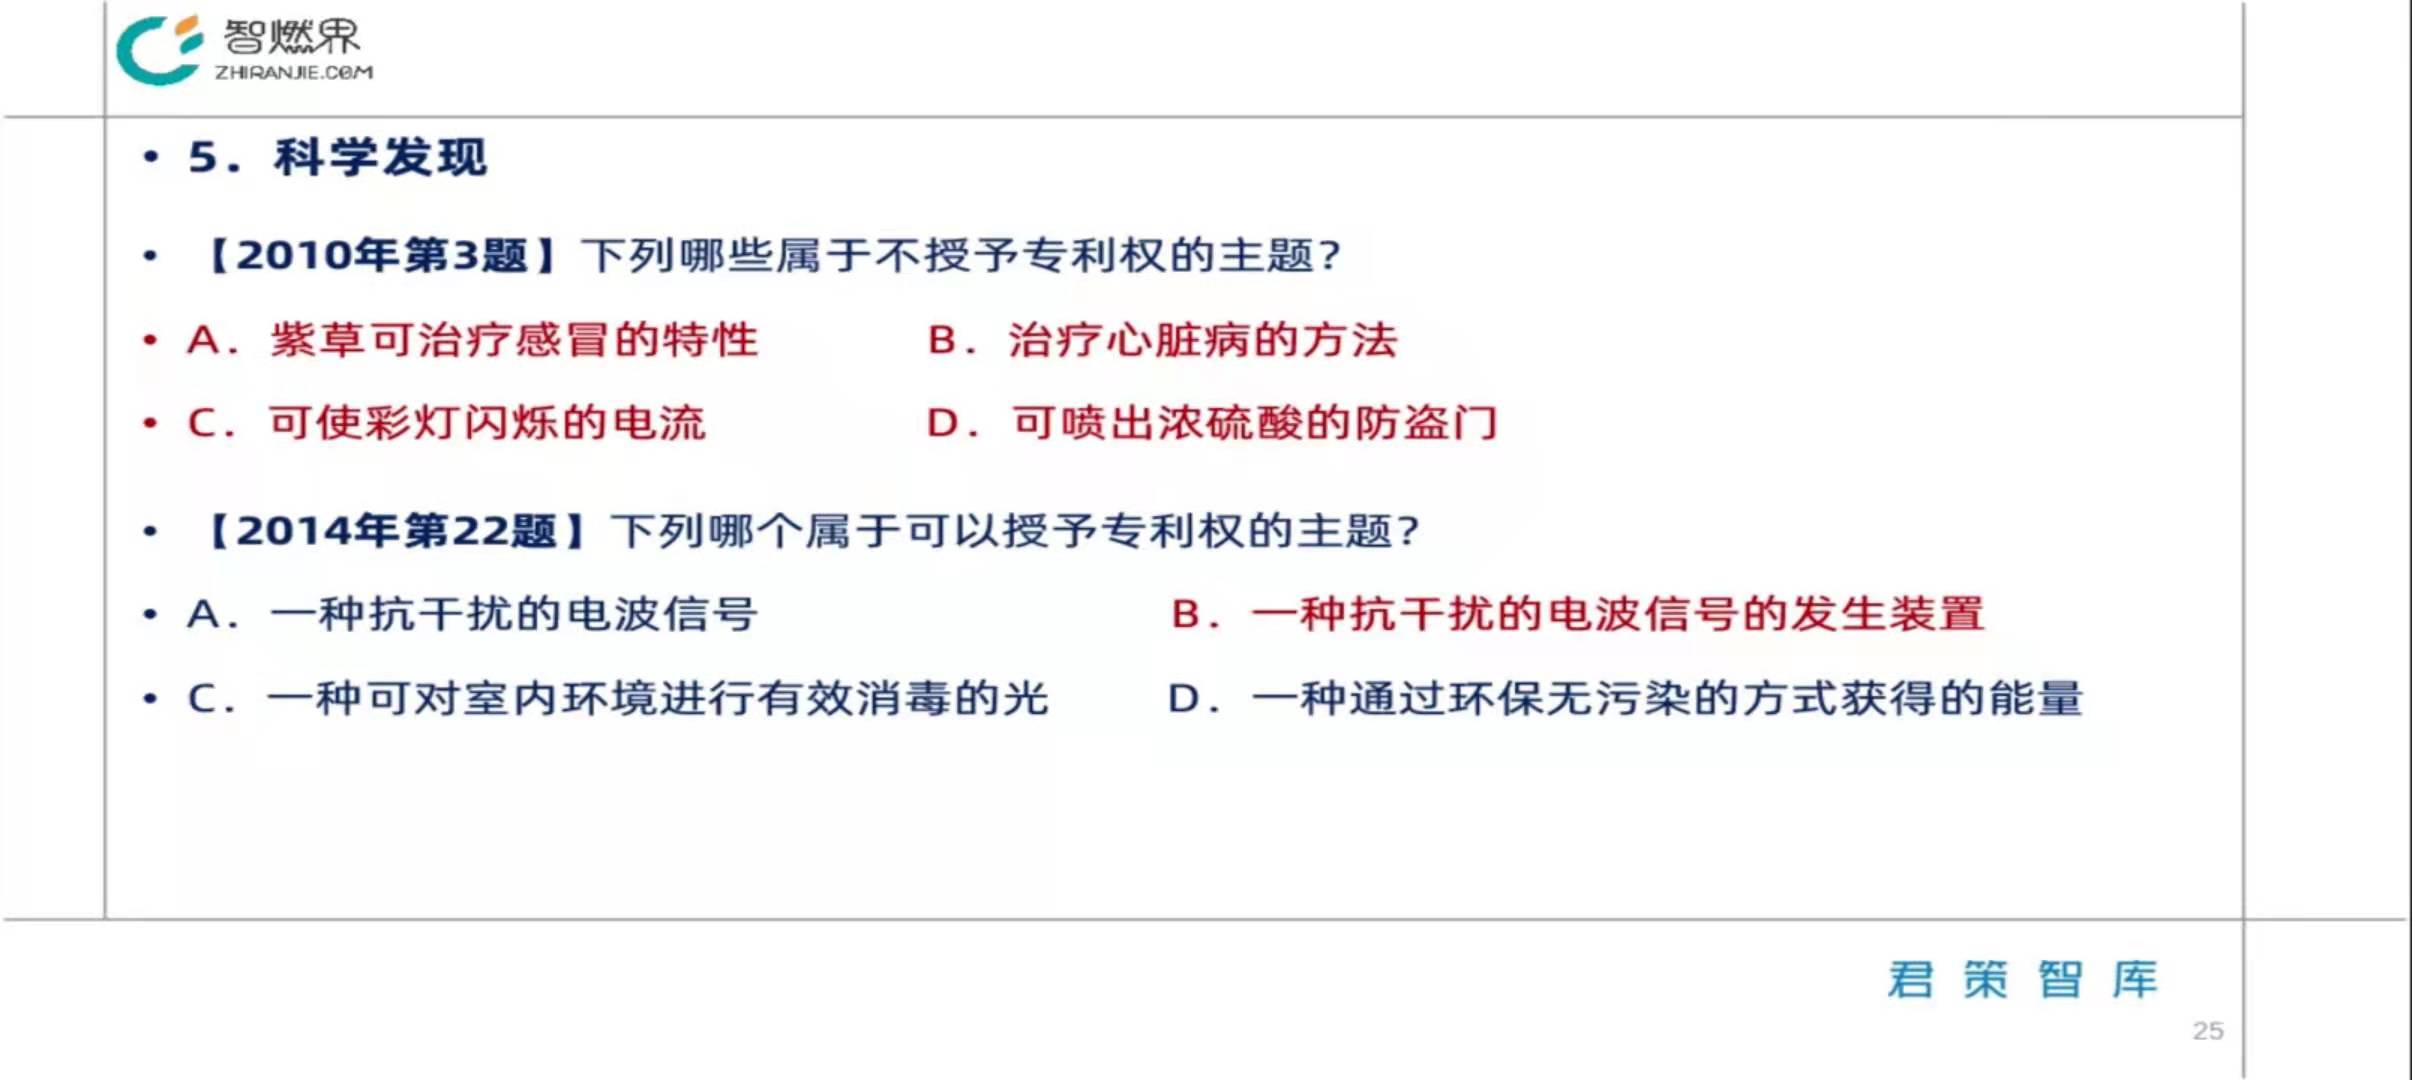 智燃界
ZHIRANJIE.COM
• 5. 科学发现
• 【2010年第3题】下列哪些属于不授予专利权的主题?
• A. 紫草可治疗感冒的特性 B. 治疗心脏病的方法
• C. 可使彩灯闪烁的电流 D. 可喷出浓硫酸的防盗门
• 【2014年第22题】下列哪个属于可以授予专利权的主题?
• A. 一种抗干扰的电波信号 B. 一种抗干扰的电波信号的发生装置
• C. 一种可对室内环境进行有效消毒的光 D. 一种通过环保无污染的方式获得的能量
君策智库
25